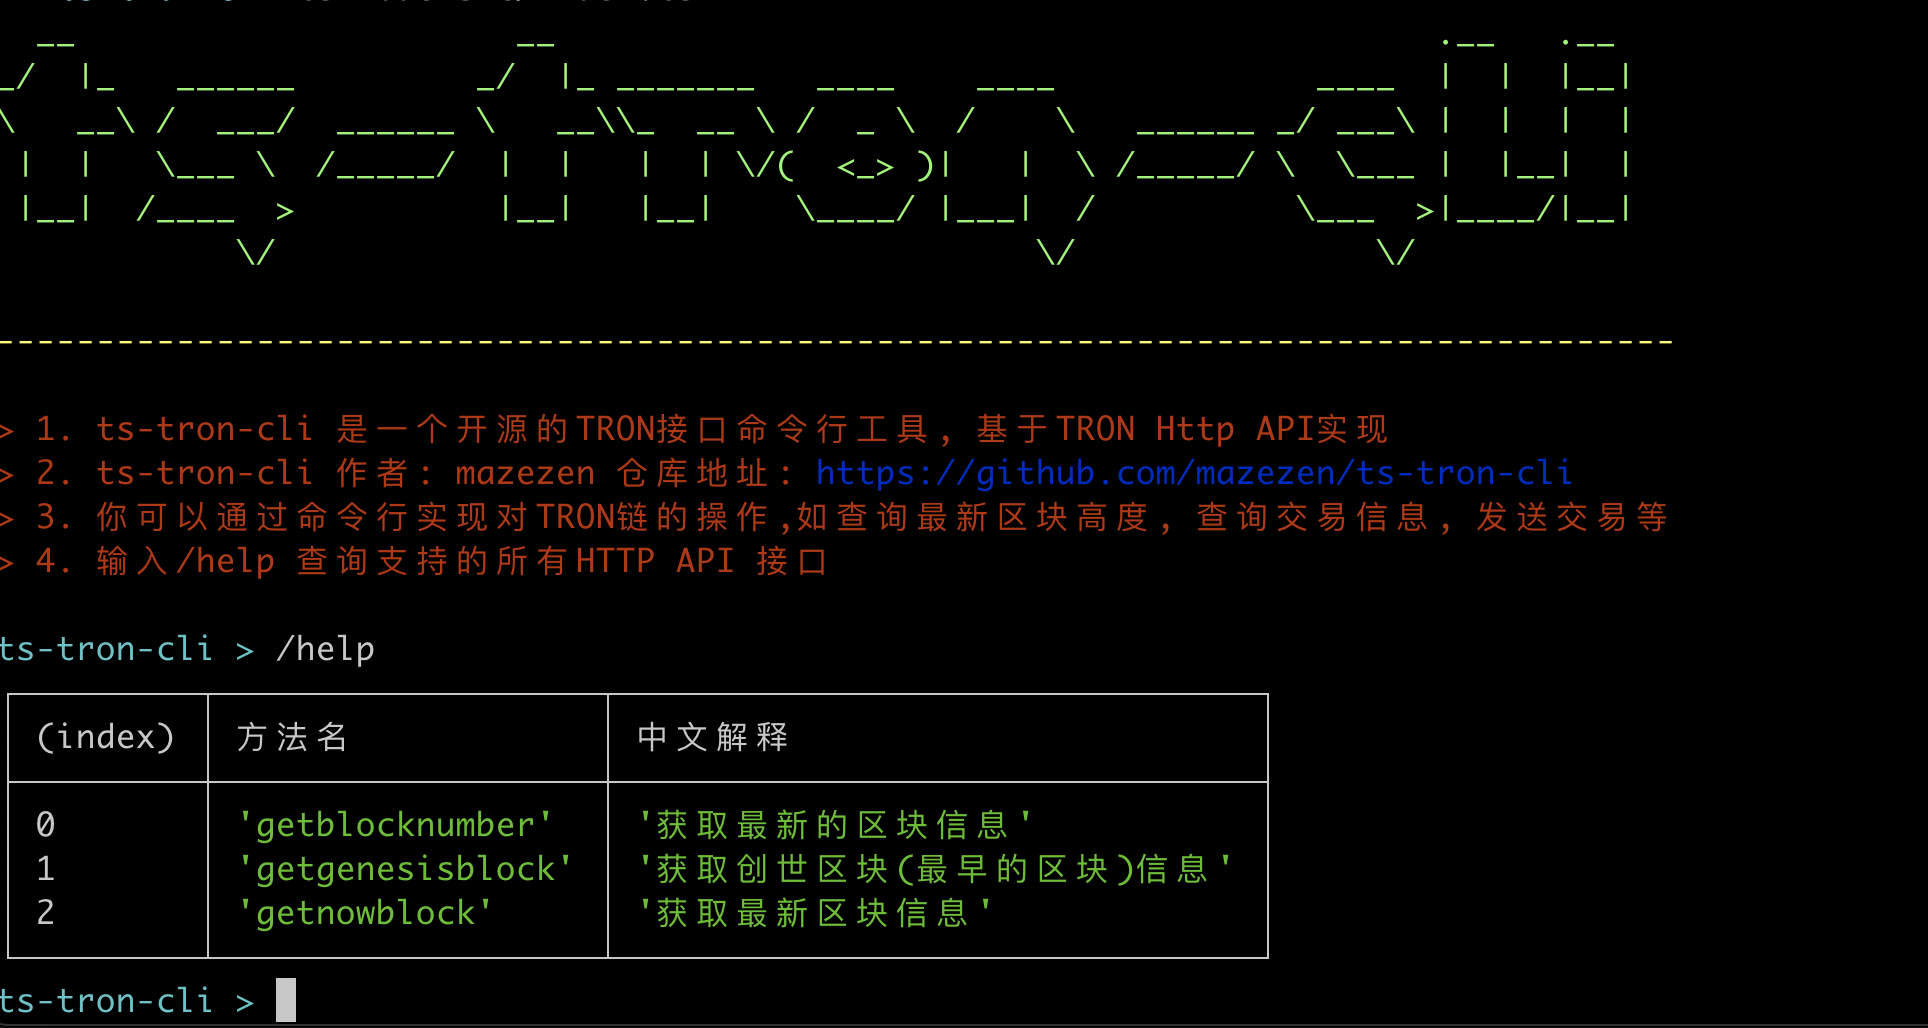 ts-tron-cli
> 1. ts-tron-cli 是一个开源的TRON接口命令行工具, 基于TRON Http API实现
> 2. ts-tron-cli 作者: mazezen 仓库地址: https://github.com/mazezen/ts-tron-cli
> 3. 你可以通过命令行实现对TRON链的操作,如查询最新区块高度, 查询交易信息, 发送交易等
> 4. 输入/help 查询支持的所有HTTP API 接口
ts-tron-cli > /help
(index) 方法名 中文解释
0 'getblocknumber' '获取最新的区块信息'
1 'getgenesisblock' '获取创世区块(最早的区块)信息'
2 'getnowblock' '获取最新区块信息'
ts-tron-cli >